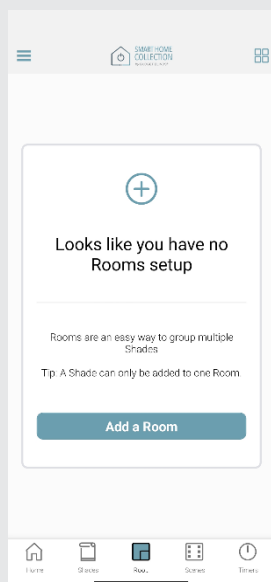 SMART HOME
COLLECTION
Looks like you have no
Rooms setup
Rooms are an easy way to group multiple
Shades.
Tip: A Shade can only be added to one Room.
Add a Room
Home
Shades
Room
Scenes
Timers